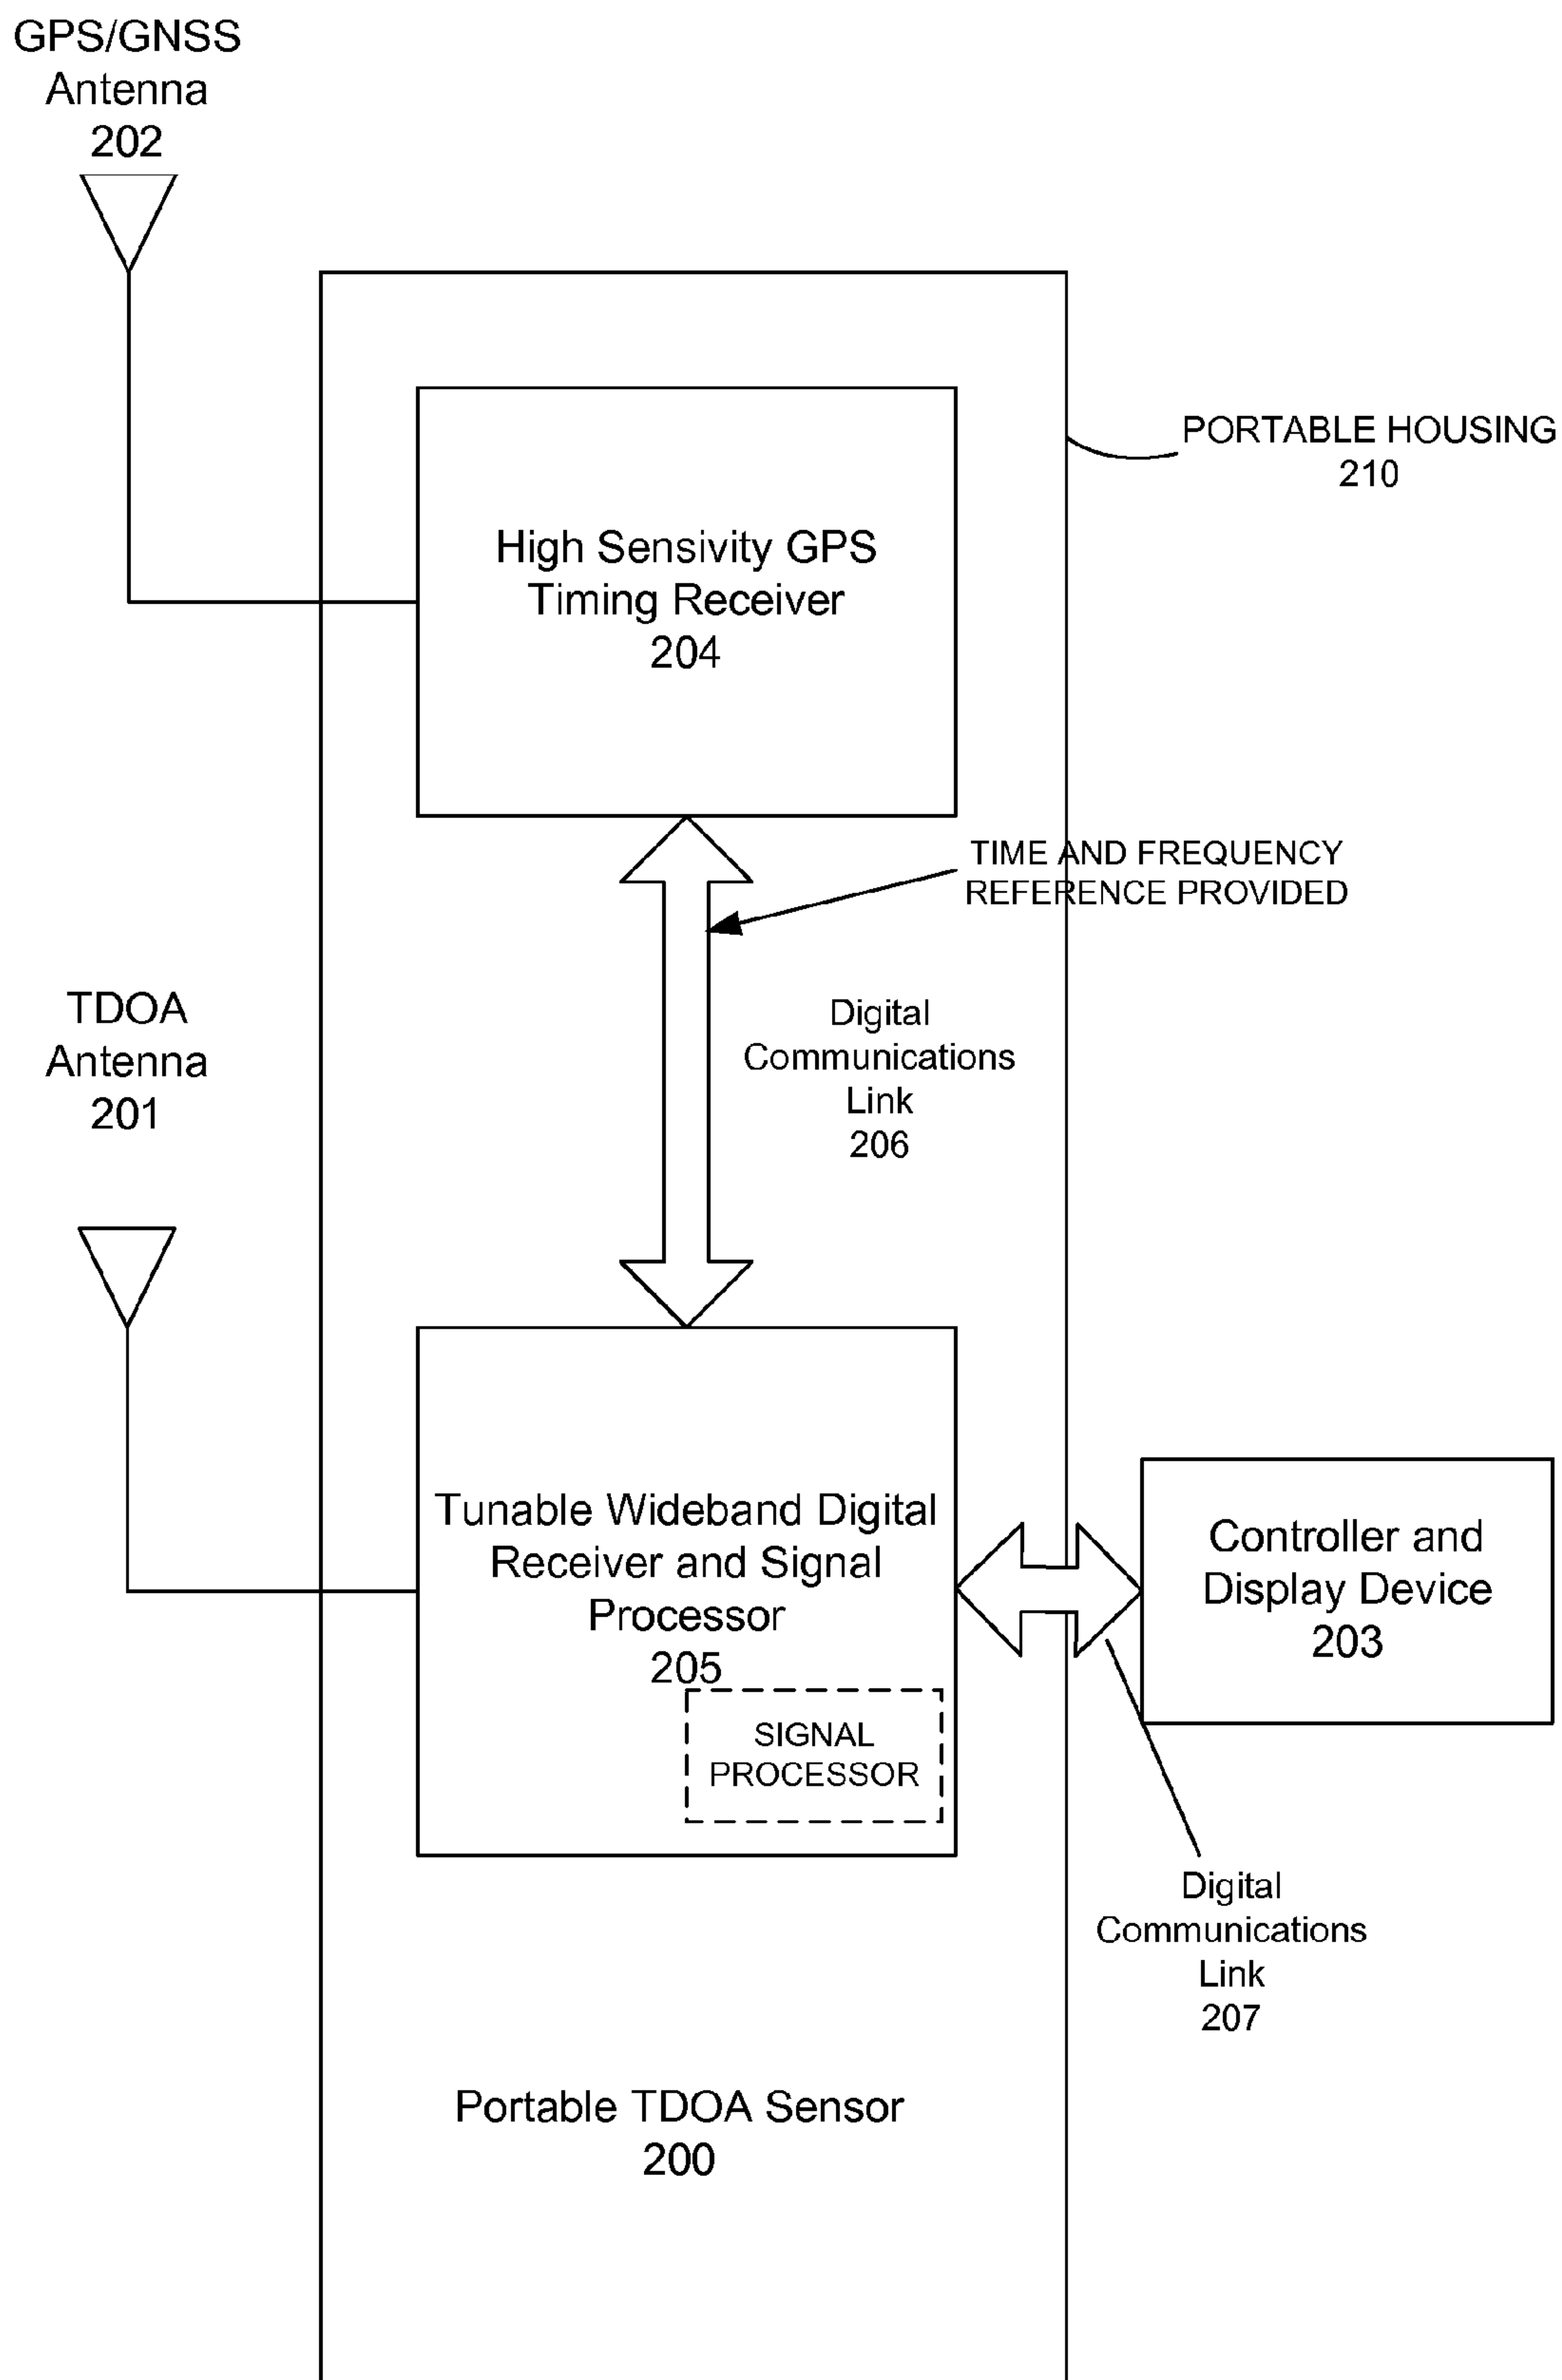 GPS/GNSS
Antenna
202
PORTABLE HOUSING
210
High Sensivity GPS
Timing Receiver
204
TIME AND FREQUENCY
REFERENCE PROVIDED
Digital
Communications
Link
206
TDOA
Antenna
201
Tunable Wideband Digital
Receiver and Signal
Processor
205
SIGNAL
PROCESSOR
Controller and
Display Device
203
Digital
Communications
Link
207
Portable TDOA Sensor
200